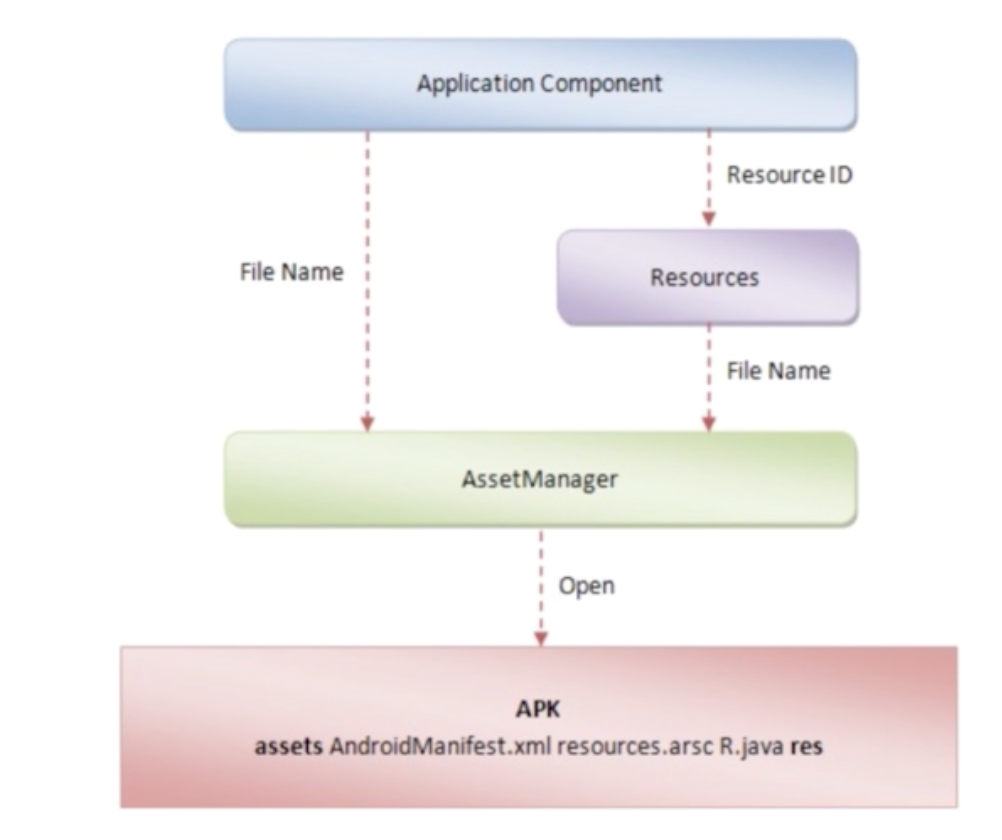 Application Component
Resource ID
File Name
Resources
File Name
AssetManager
Open
APK
assets AndroidManifest.xml resources.arsc R.java res